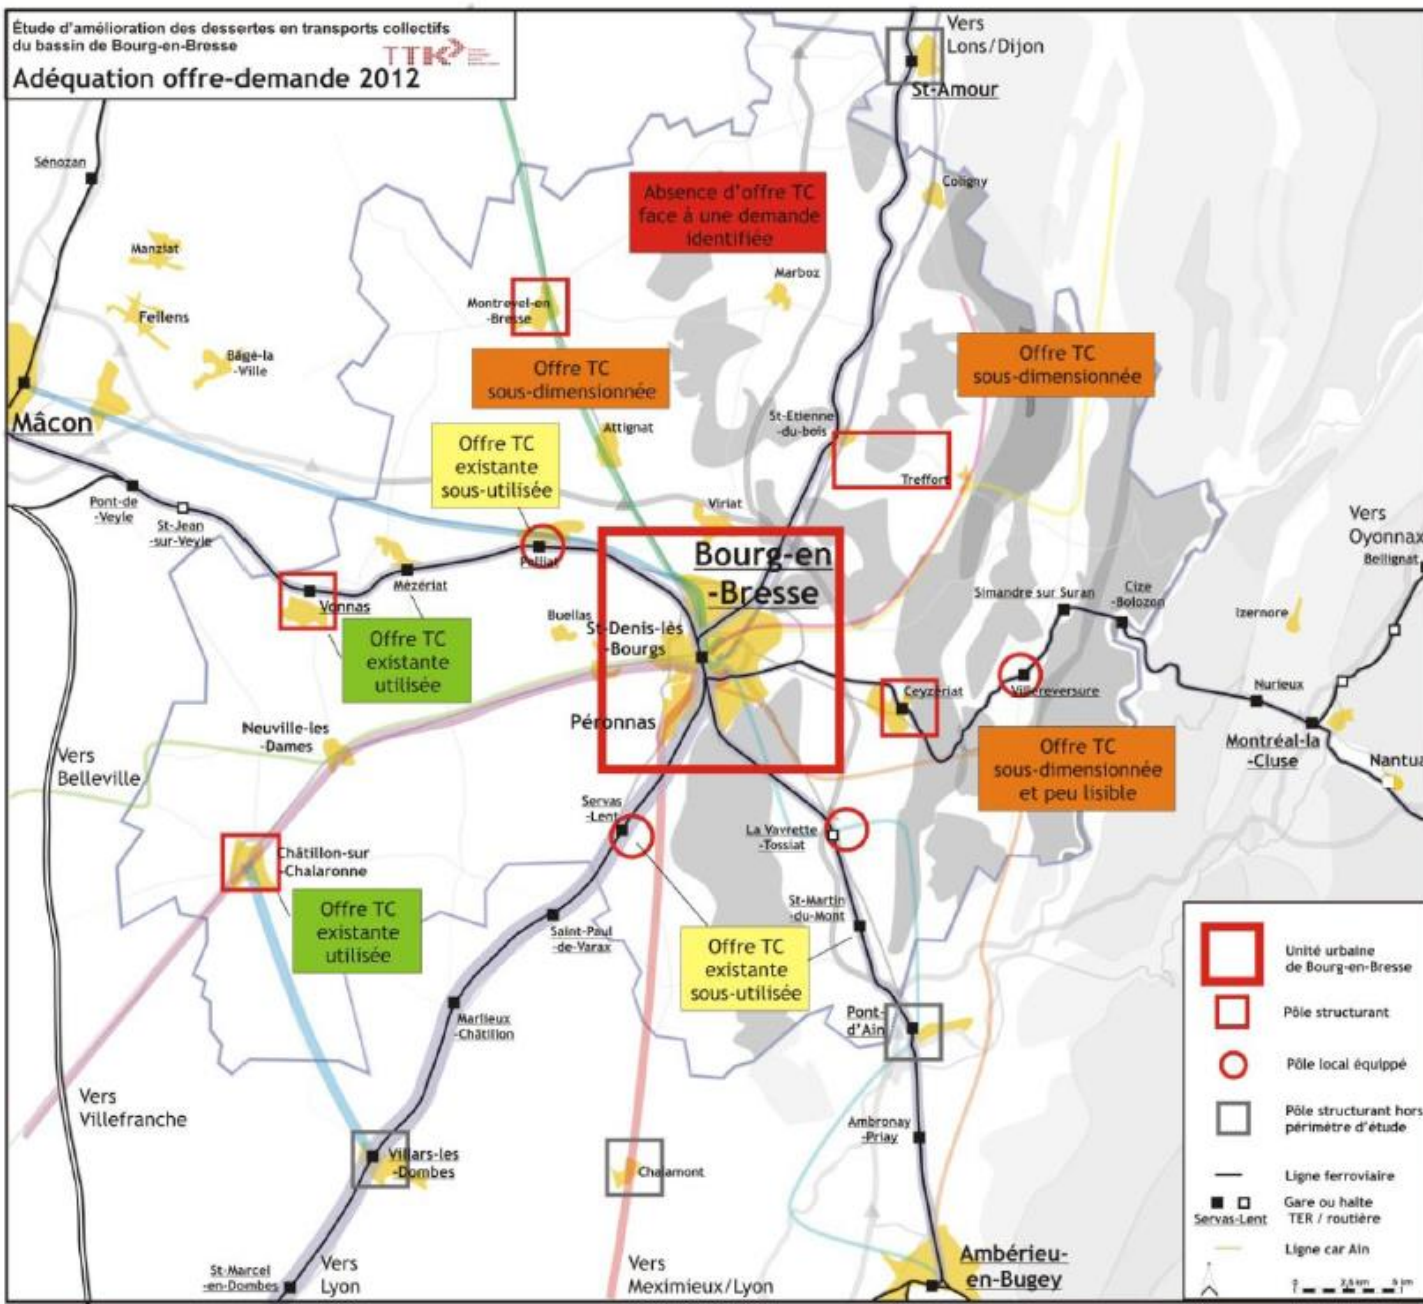 Étude d'amélioration des dessertes en transports collectifs
du bassin de Bourg-en-Bresse
TTK
Adéquation offre-demande 2012
Vers
Lons/Dijon
St-Amour
Sénozan
Coligny
Absence d'offre TC
face à une demande
identifiée
Manziat
Marboz
Montrevel-en
-Bresse
Feilens
Bâgé-la
-Ville
Offre TC
sous-dimensionnée
Offre TC
sous-dimensionnée
Mâcon
St-Etienne
-du-bois
Attignat
Offre TC
existante
sous-utilisée
Treffort
Pont-de
-Veyle
St-Jean
-sur-Veyle
Viriat
Vers
Oyonnax
Bellignat
Bourg-en
-Bresse
Polliat
Mézériat
Vonnas
Simandre sur Suran
Cize
-Bolozon
Izernore
Buellas
St-Denis-lès
-Bourgs
Offre TC
existante
utilisée
Ceyzériat
Villereversure
Nurieux
Péronnas
Neuville-les
-Dames
Montréal-la
-Cluse
Nantua
Vers
Belleville
Offre TC
sous-dimensionnée
et peu lisible
Servas
-Lent
La Vavrette
-Tossiat
Châtillon-sur
-Chalaronne
Offre TC
existante
utilisée
St-Martin
-du-Mont
Saint-Paul
-de-Varax
Offre TC
existante
sous-utilisée
Marlieux
-Châtillon
Pont-
d'Ain
Vers
Villefranche
Ambronay
-Priay
Villars-les
-Dombes
Chalamont
St-Marcel
-en-Dombes
Vers
Lyon
Vers
Meximieux/Lyon
Ambérieu-
en-Bugey
Unité urbaine
de Bourg-en-Bresse
Pôle structurant
Pôle local équippé
Pôle structurant hors
périmètre d'étude
Ligne ferroviaire
Gare ou halte
Servas-Lent TER / routière
Ligne car Ain
0 2,5 km 5 km